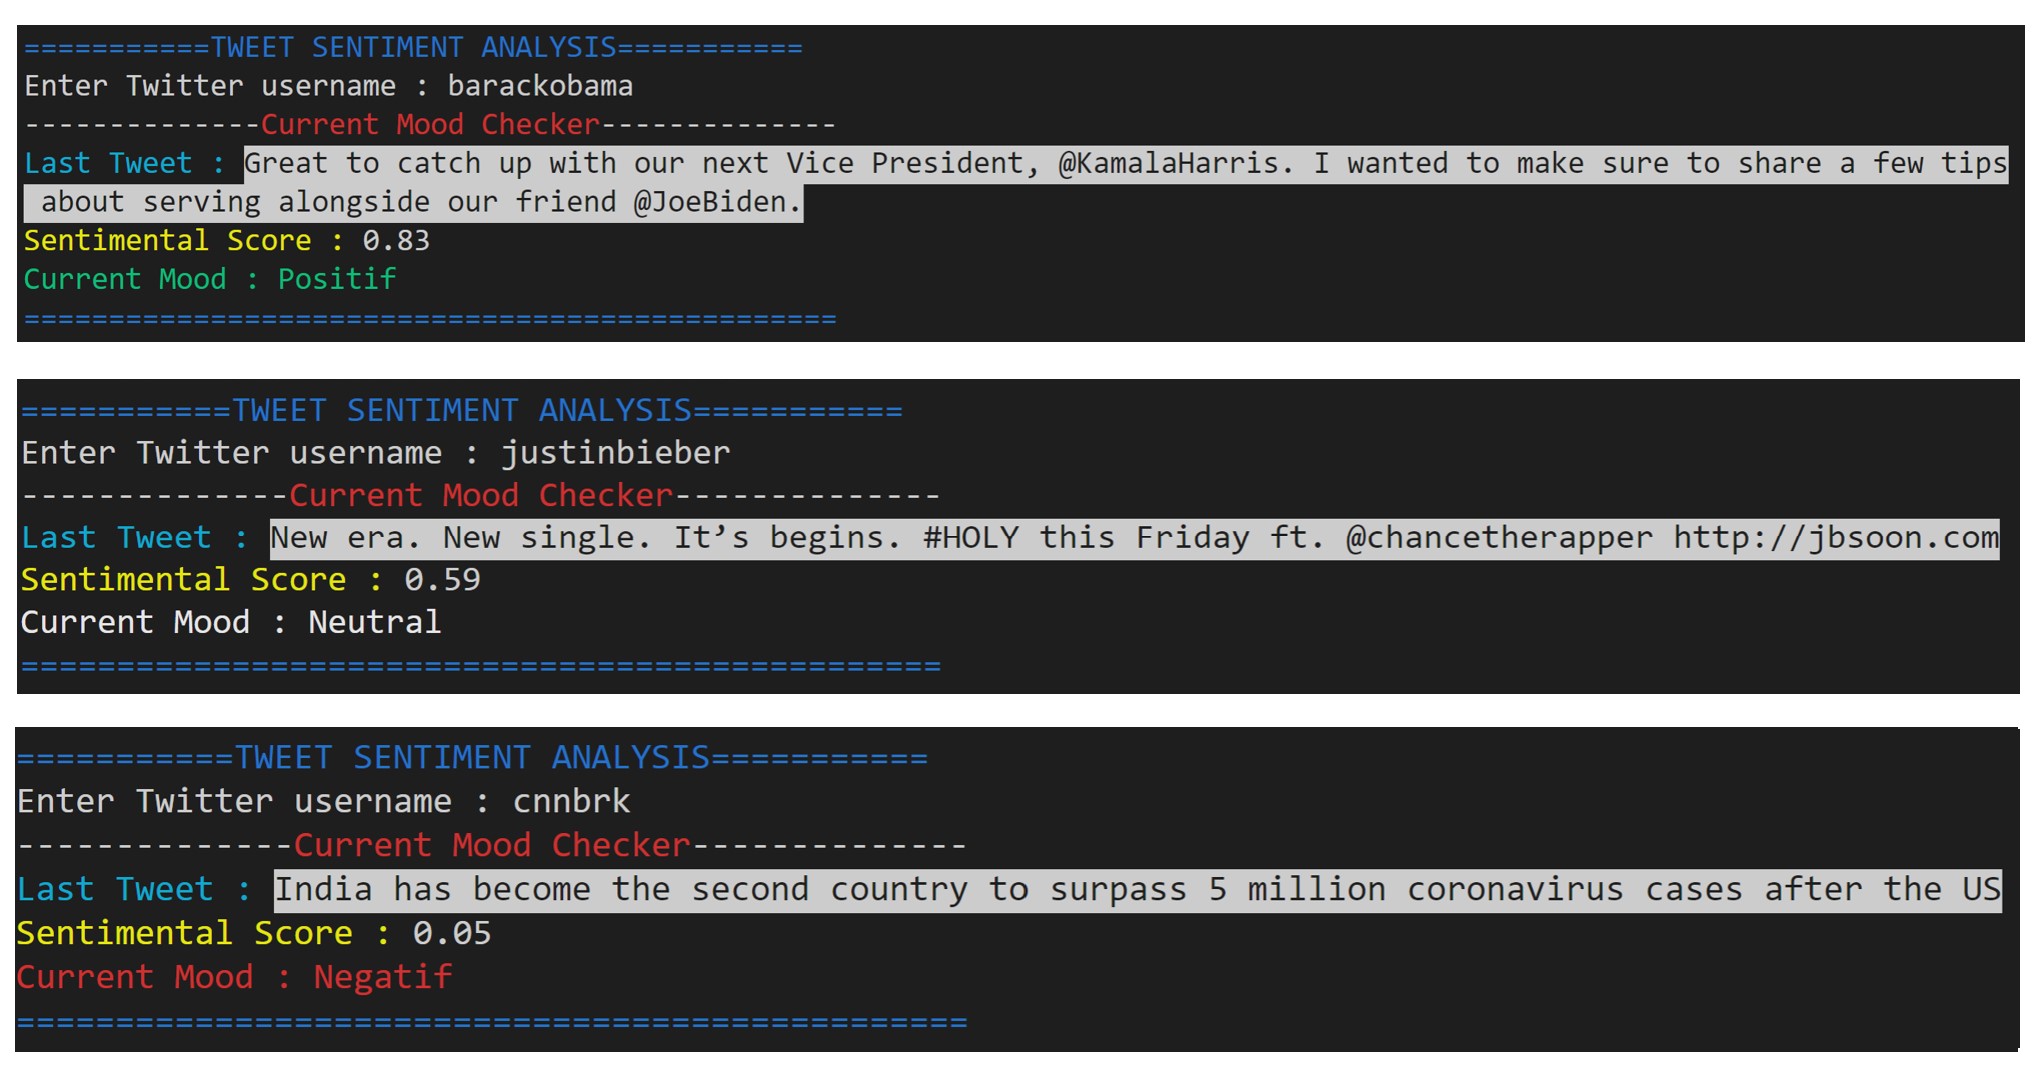 ===========TWEET SENTIMENT ANALYSIS===========
Enter Twitter username : barackobama
--------------Current Mood Checker--------------
Last Tweet : Great to catch up with our next Vice President, @KamalaHarris. I wanted to make sure to share a few tips
about serving alongside our friend @JoeBiden.
Sentimental Score : 0.83
Current Mood : Positif
================================================
===========TWEET SENTIMENT ANALYSIS===========
Enter Twitter username : justinbieber
--------------Current Mood Checker--------------
Last Tweet : New era. New single. It’s begins. #HOLY this Friday ft. @chancetherapper http://jbsoon.com
Sentimental Score : 0.59
Current Mood : Neutral
================================================
===========TWEET SENTIMENT ANALYSIS===========
Enter Twitter username : cnnbrk
--------------Current Mood Checker--------------
Last Tweet : India has become the second country to surpass 5 million coronavirus cases after the US
Sentimental Score : 0.05
Current Mood : Negatif
================================================